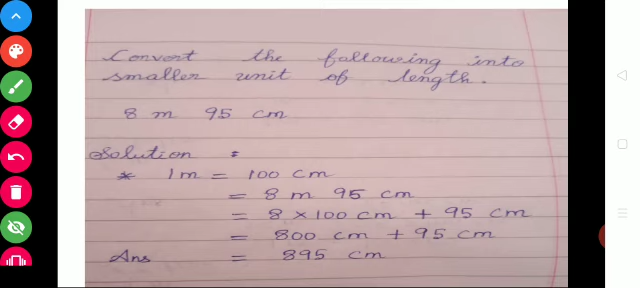 Convert the following into
smaller unit of length.
8 m 95 cm
Solution :
* 1m = 100 cm
= 8 m 95 cm
= 8 × 100 cm + 95 cm
= 800 cm + 95 cm
Ans = 895 cm